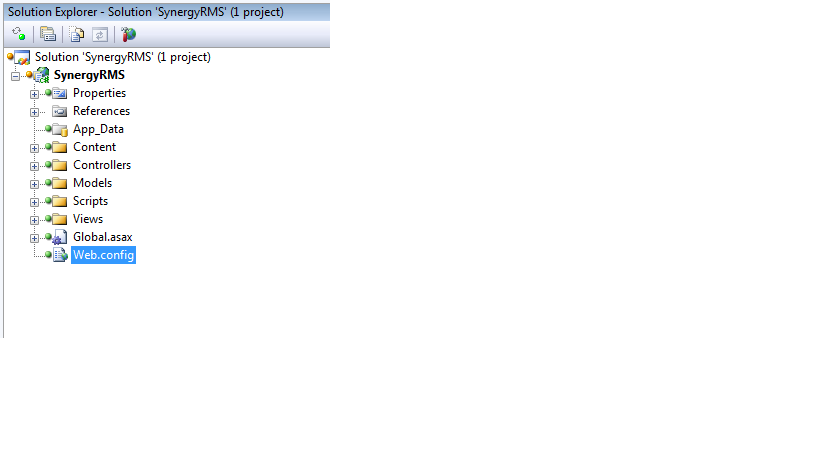 Solution Explorer - Solution 'SynergyRMS' (1 project)
Solution 'SynergyRMS' (1 project)
SynergyRMS
Properties
References
App_Data
Content
Controllers
Models
Scripts
Views
Global.asax
Web.config